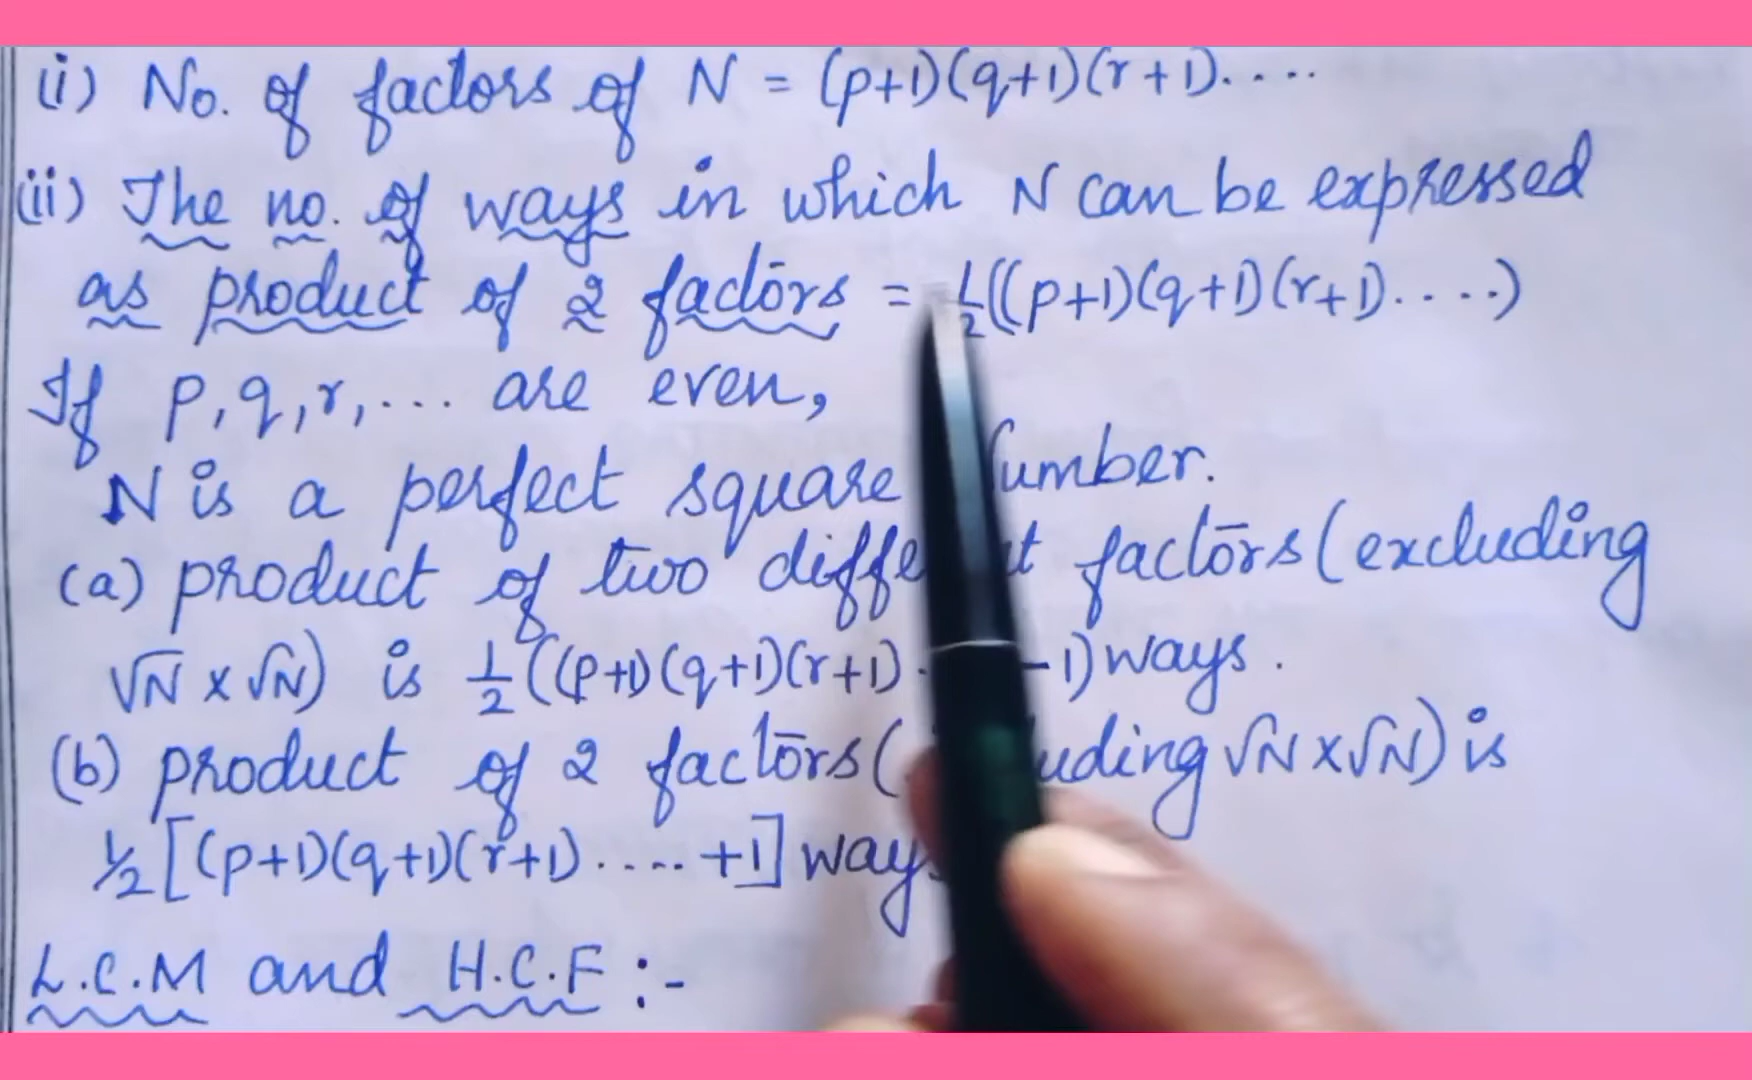 (i) No. of factors of N = (p+1)(q+1)(r+1)....
(ii) The no. of ways in which N can be expressed
as product of 2 factors = 1/2((p+1)(q+1)(r+1)....)
If p,q,r,... are even,
N is a perfect square
(a) product of two factors (excluding
√N x √N) is 1/2((p+1)(q+1)(r+1). -1) ways.
(b) product of 2 factors ( √N x √N) is
1/2[(p+1)(q+1)(r+1).....+1]
L.C.M and H.C.F :-